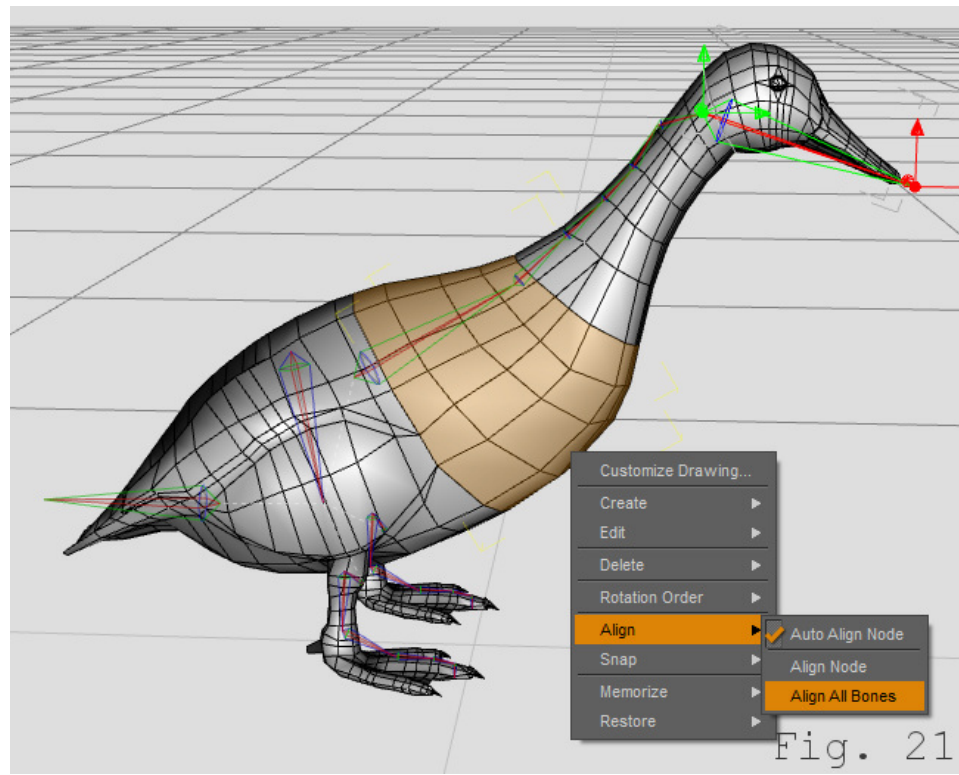 Customize Drawing...
Create
Edit
Delete
Rotation Order
Align
Auto Align Node
Snap
Align Node
Memorize
Align All Bones
Restore
Fig. 21